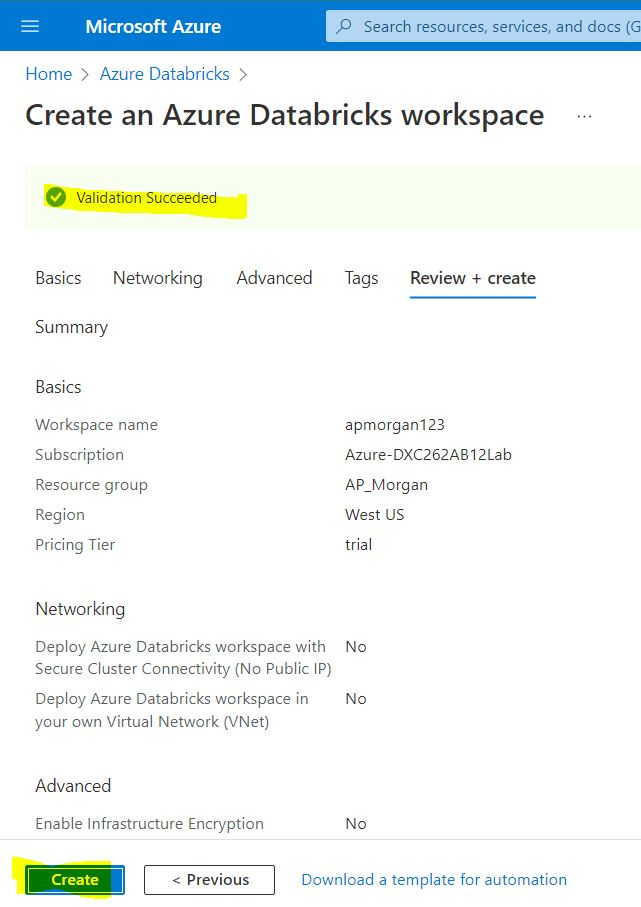 Microsoft Azure
Search resources, services, and docs (G
Home > Azure Databricks >
Create an Azure Databricks workspace ...
Validation Succeeded
Basics Networking Advanced Tags Review + create
Summary
Basics
Workspace name apmorgan123
Subscription Azure-DXC262AB12Lab
Resource group AP_Morgan
Region West US
Pricing Tier trial
Networking
Deploy Azure Databricks workspace with No
Secure Cluster Connectivity (No Public IP)
Deploy Azure Databricks workspace in No
your own Virtual Network (VNet)
Advanced
Enable Infrastructure Encryption No
Create < Previous Download a template for automation